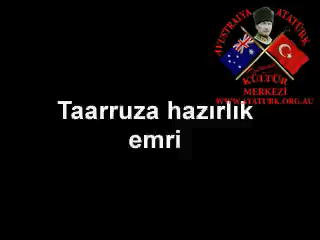 AVUSTRALYA ATATÜRK
KÜLTÜR
MERKEZİ
WWW.ATATURK.ORG.AU
Taarruza hazırlık
emri